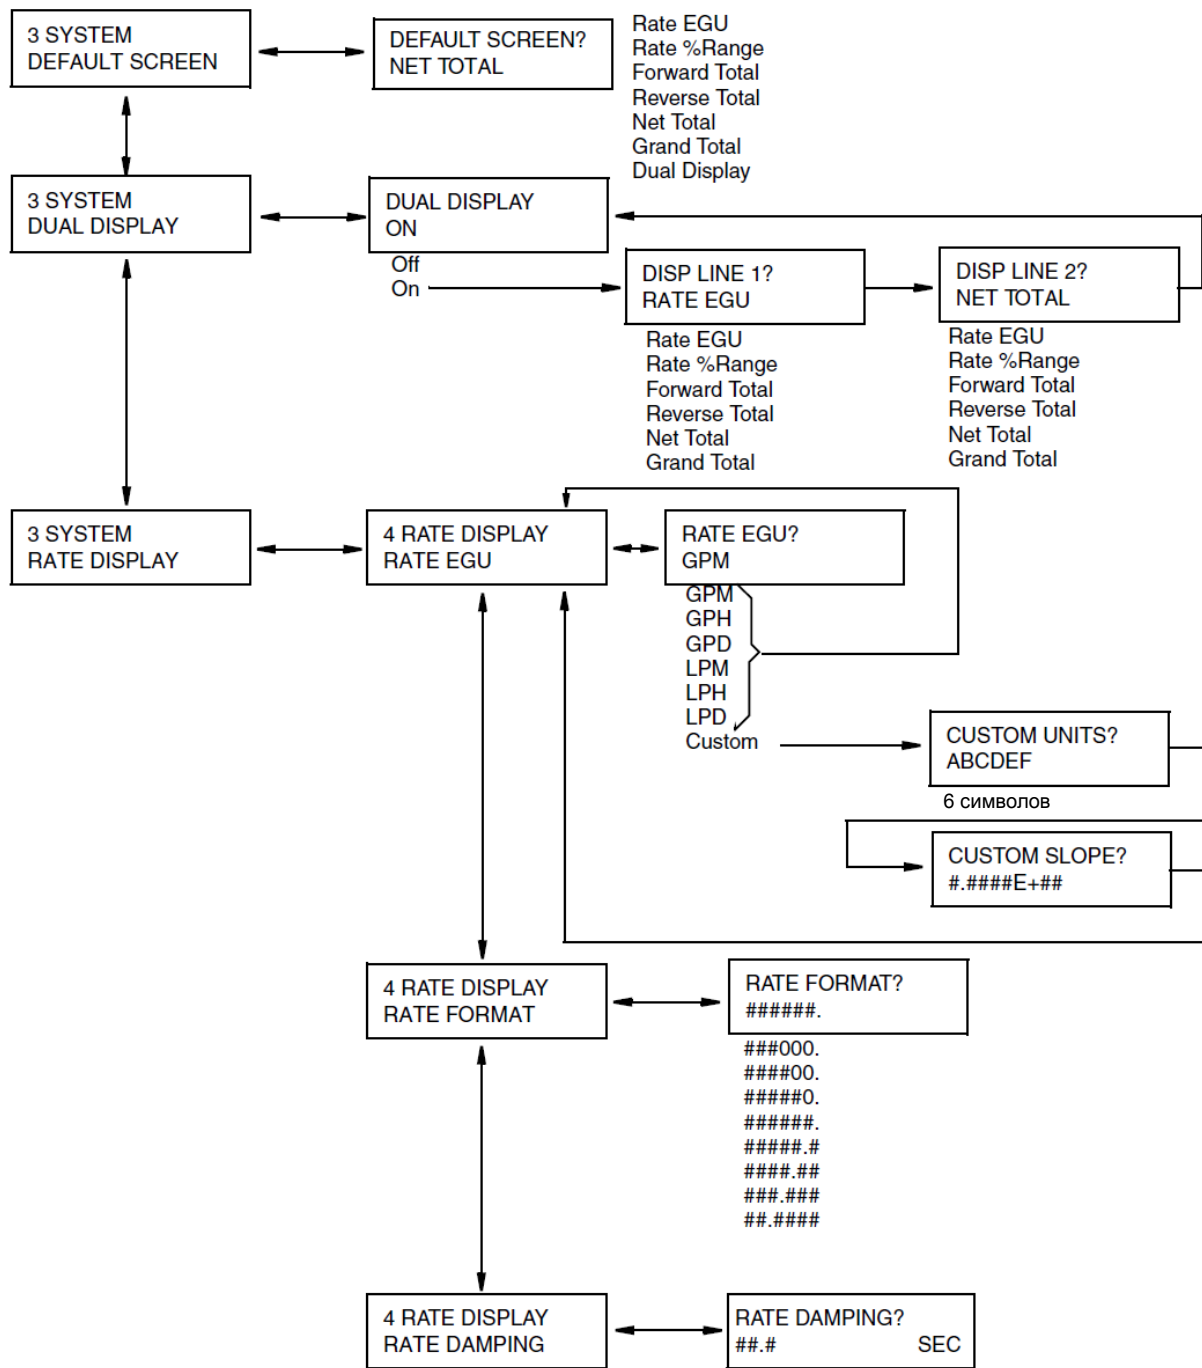 3 SYSTEM
DEFAULT SCREEN
DEFAULT SCREEN?
NET TOTAL
Rate EGU
Rate %Range
Forward Total
Reverse Total
Net Total
Grand Total
Dual Display
3 SYSTEM
DUAL DISPLAY
DUAL DISPLAY
ON
Off
On
DISP LINE 1?
RATE EGU
Rate EGU
Rate %Range
Forward Total
Reverse Total
Net Total
Grand Total
DISP LINE 2?
NET TOTAL
Rate EGU
Rate %Range
Forward Total
Reverse Total
Net Total
Grand Total
3 SYSTEM
RATE DISPLAY
4 RATE DISPLAY
RATE EGU
RATE EGU?
GPM
GPM
GPH
GPD
LPM
LPH
LPD
Custom
CUSTOM UNITS?
ABCDEF
6 символов
CUSTOM SLOPE?
#.####E+##
4 RATE DISPLAY
RATE FORMAT
RATE FORMAT?
######.
###000.
####00.
#####0.
######.
#####.#
####.##
###.###
##.####
4 RATE DISPLAY
RATE DAMPING
RATE DAMPING?
##.# SEC